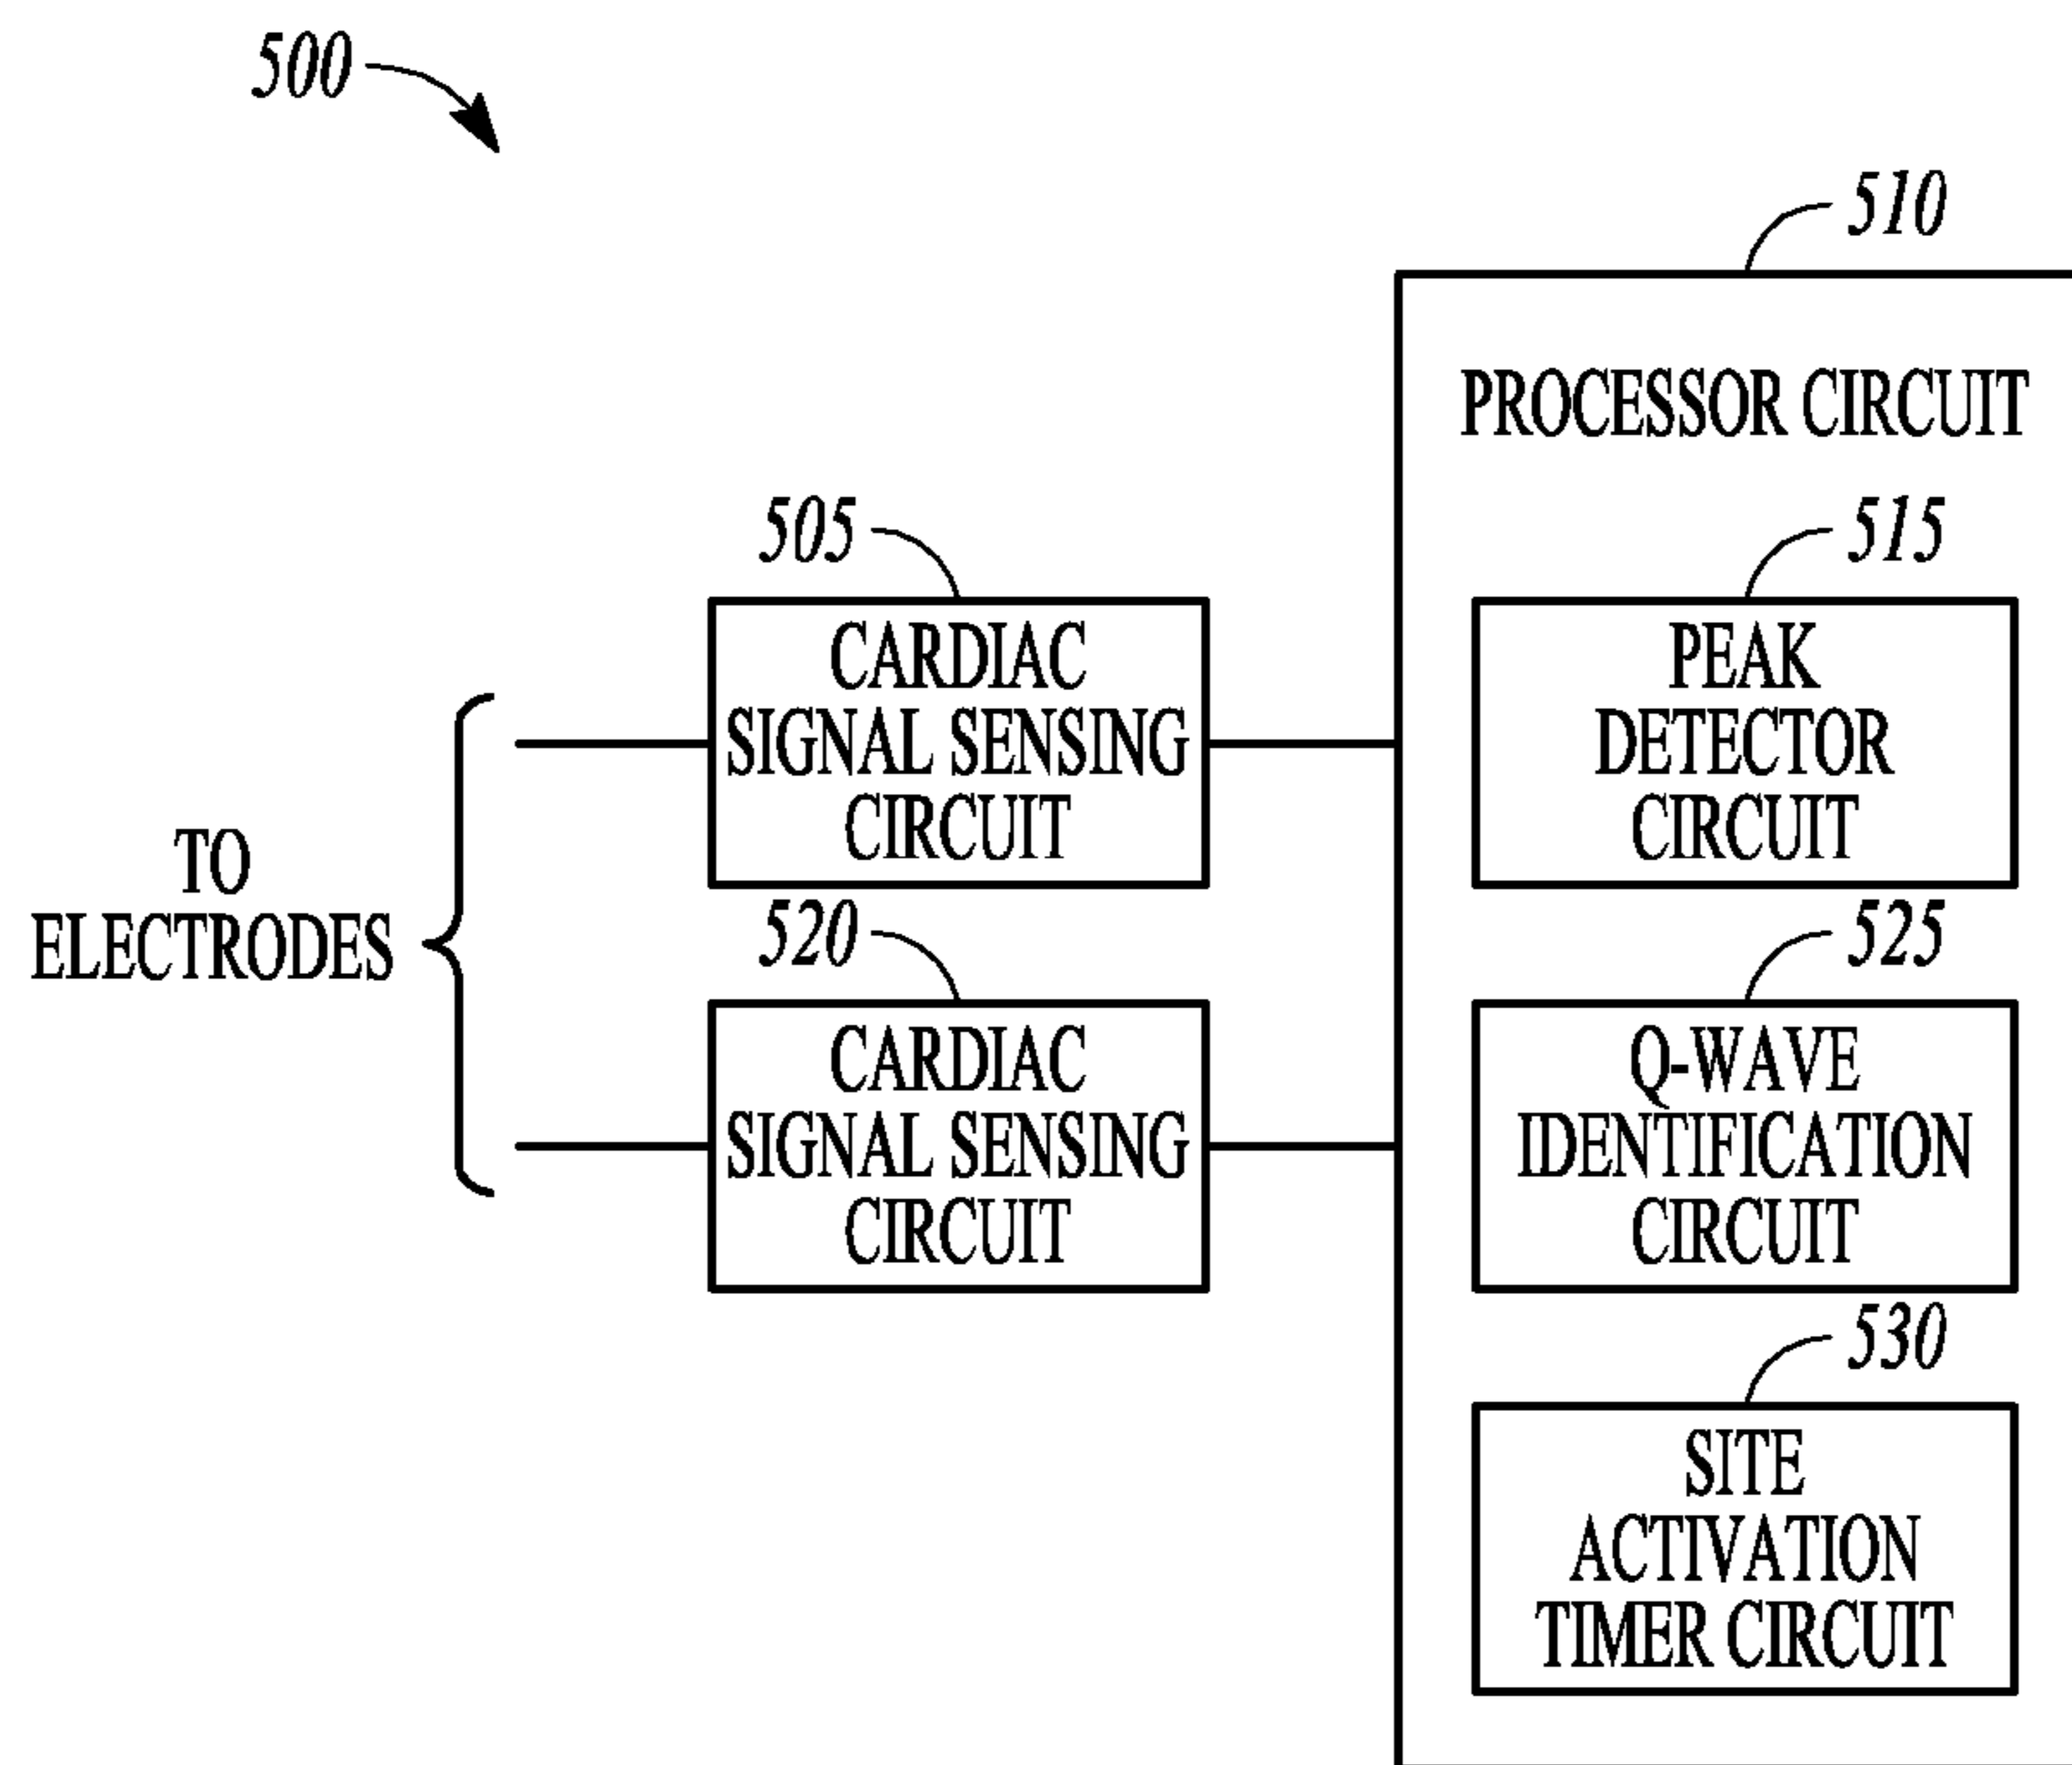 500
510
PROCESSOR CIRCUIT
505
515
CARDIAC
SIGNAL SENSING
CIRCUIT
PEAK
DETECTOR
CIRCUIT
TO
ELECTRODES
520
525
CARDIAC
SIGNAL SENSING
CIRCUIT
Q-WAVE
IDENTIFICATION
CIRCUIT
530
SITE
ACTIVATION
TIMER CIRCUIT